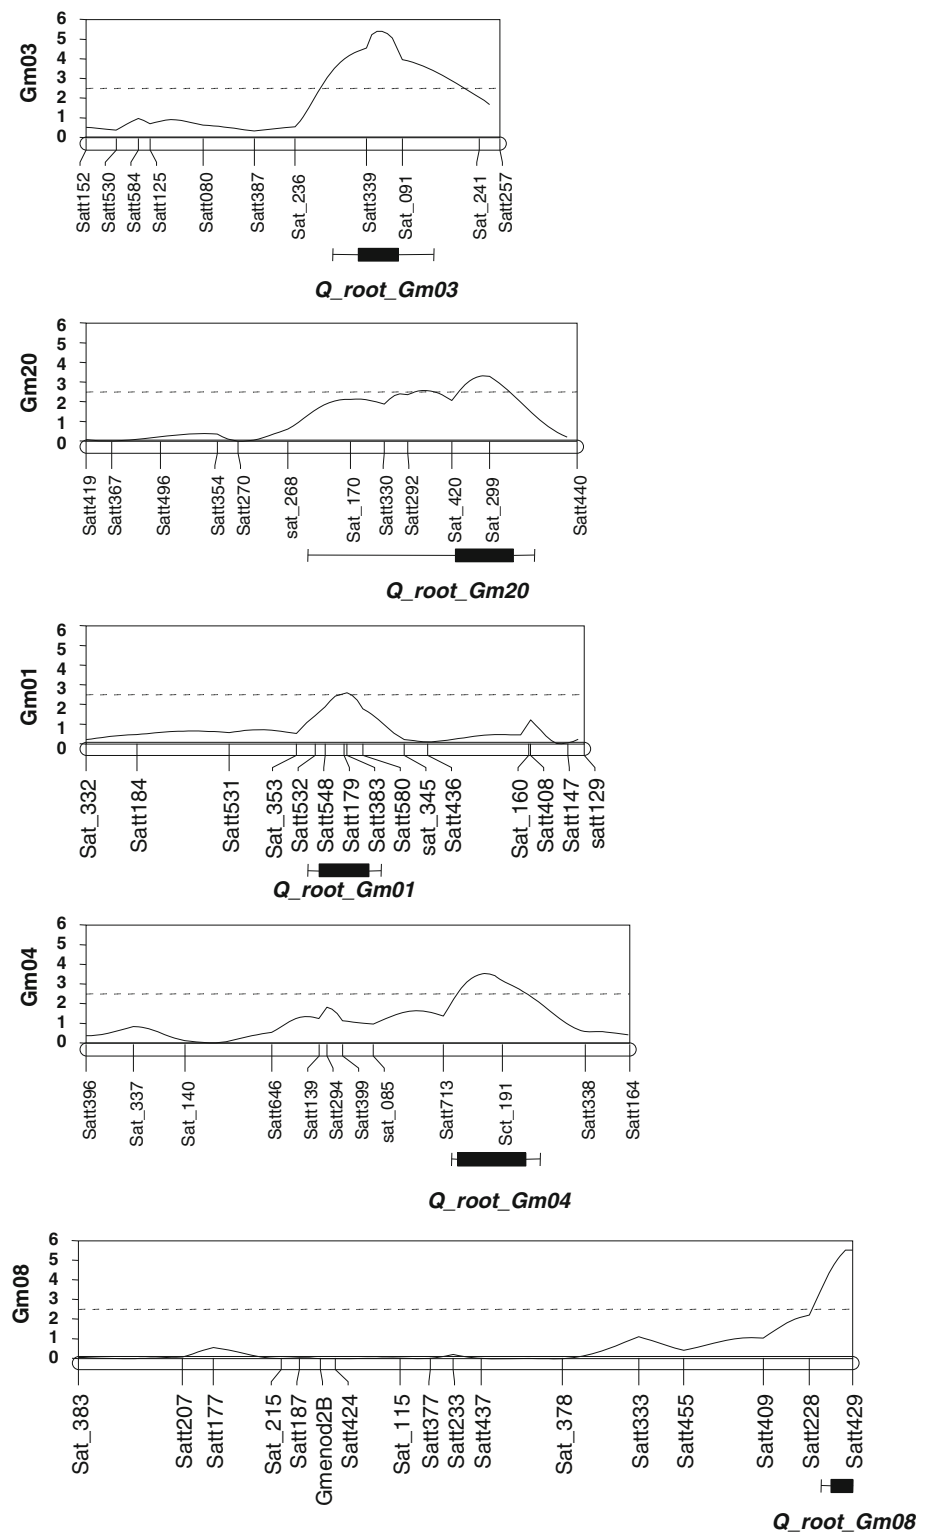 Gm03
6
5
4
3
2
1
0
Satt152
Satt530
Satt584
Satt125
Satt080
Satt387
Sat_236
Satt339
Sat_091
Sat_241
Satt257
Q_root_Gm03
Gm20
6
5
4
3
2
1
0
Satt419
Satt367
Satt496
Satt354
Satt270
sat_268
Sat_170
Satt330
Satt292
Sat_420
Sat_299
Satt440
Q_root_Gm20
Gm01
6
5
4
3
2
1
0
Sat_332
Satt184
Satt531
Sat_353
Satt532
Satt548
Satt179
Satt383
Satt580
sat_345
Satt436
Sat_160
Satt408
Satt147
satt129
Q_root_Gm01
Gm04
6
5
4
3
2
1
0
Satt396
Sat_337
Sat_140
Satt646
Satt139
Satt294
Satt399
sat_085
Satt713
Sct_191
Satt338
Satt164
Q_root_Gm04
Gm08
6
5
4
3
2
1
0
Sat_383
Satt207
Satt177
Sat_215
Satt187
Gmenod2B
Satt424
Sat_115
Satt377
Satt233
Satt437
Sat_378
Satt333
Satt455
Satt409
Satt228
Satt429
Q_root_Gm08